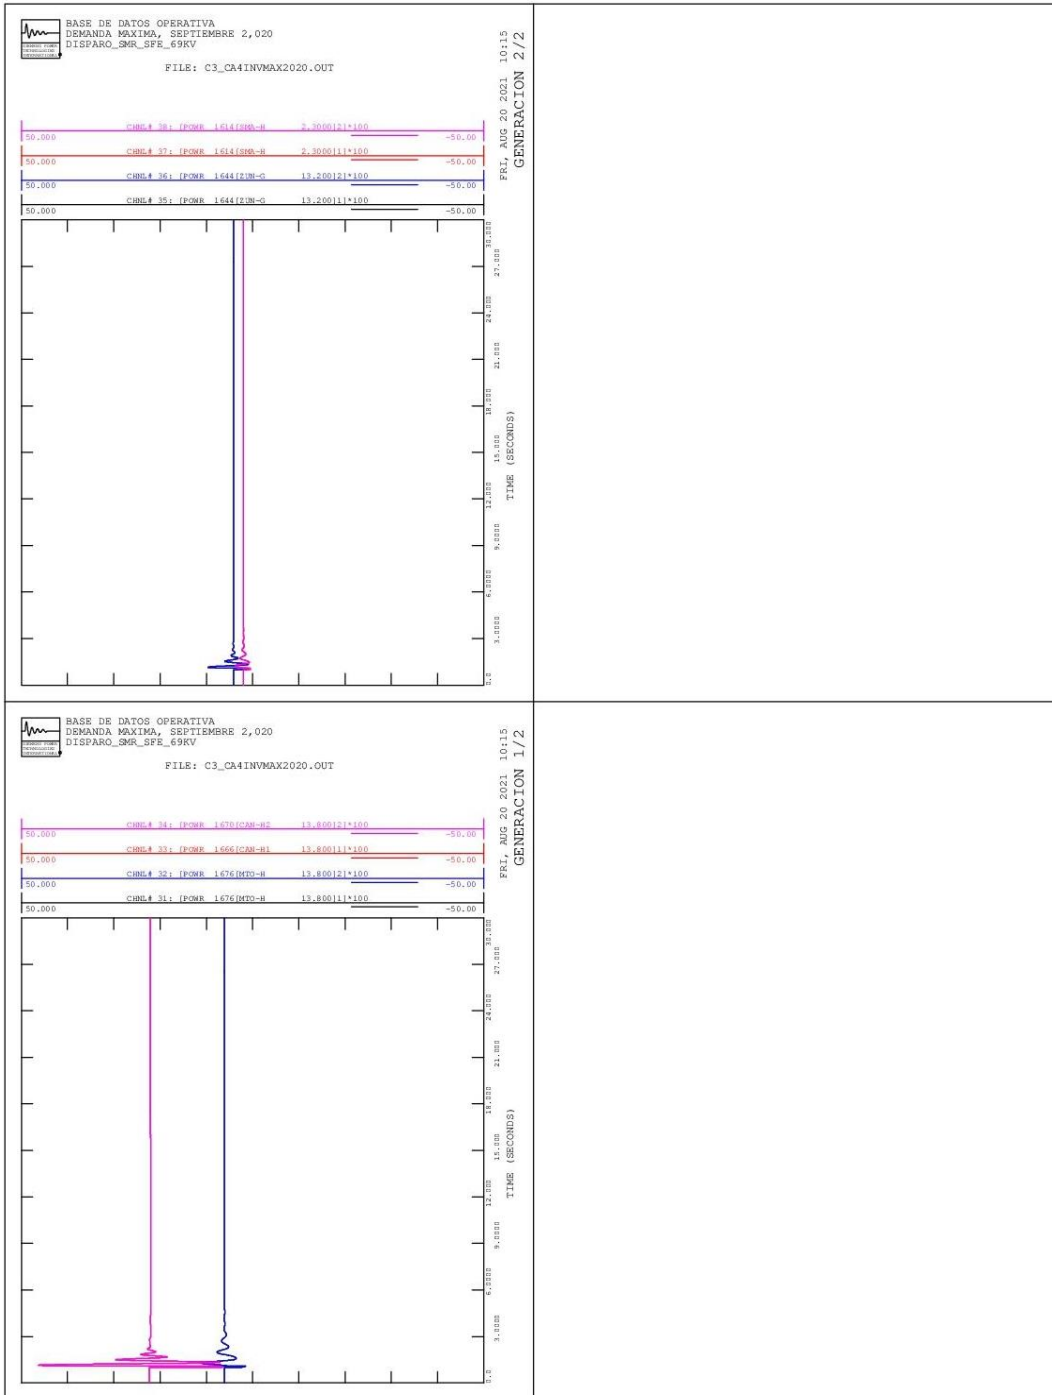 BASE DE DATOS OPERATIVA
DEMANDA MAXIMA, SEPTIEMBRE 2,020
DISPARO_SMR_SFE_69KV
FILE: C3_CA4INVMAX2020.OUT
CHNL# 38: [POWR 1614[SMA-H 2.3000]2]*100
50.000 -50.00
CHNL# 37: [POWR 1614[SMA-H 2.3000]1]*100
50.000 -50.00
CHNL# 36: [POWR 1644[ZUN-G 13.200]2]*100
50.000 -50.00
CHNL# 35: [POWR 1644[ZUN-G 13.200]1]*100
50.000 -50.00
FRI, AUG 20 2021 10:15
GENERACION 2/2
30.000
27.000
24.000
21.000
18.000
15.000
12.000
9.0000
6.0000
3.0000
0.0
TIME (SECONDS)
BASE DE DATOS OPERATIVA
DEMANDA MAXIMA, SEPTIEMBRE 2,020
DISPARO_SMR_SFE_69KV
FILE: C3_CA4INVMAX2020.OUT
CHNL# 34: [POWR 1670[CAN-H2 13.800]2]*100
50.000 -50.00
CHNL# 33: [POWR 1666[CAN-H1 13.800]1]*100
50.000 -50.00
CHNL# 32: [POWR 1676[MTO-H 13.800]2]*100
50.000 -50.00
CHNL# 31: [POWR 1676[MTO-H 13.800]1]*100
50.000 -50.00
FRI, AUG 20 2021 10:15
GENERACION 1/2
30.000
27.000
24.000
21.000
18.000
15.000
12.000
9.0000
6.0000
3.0000
0.0
TIME (SECONDS)